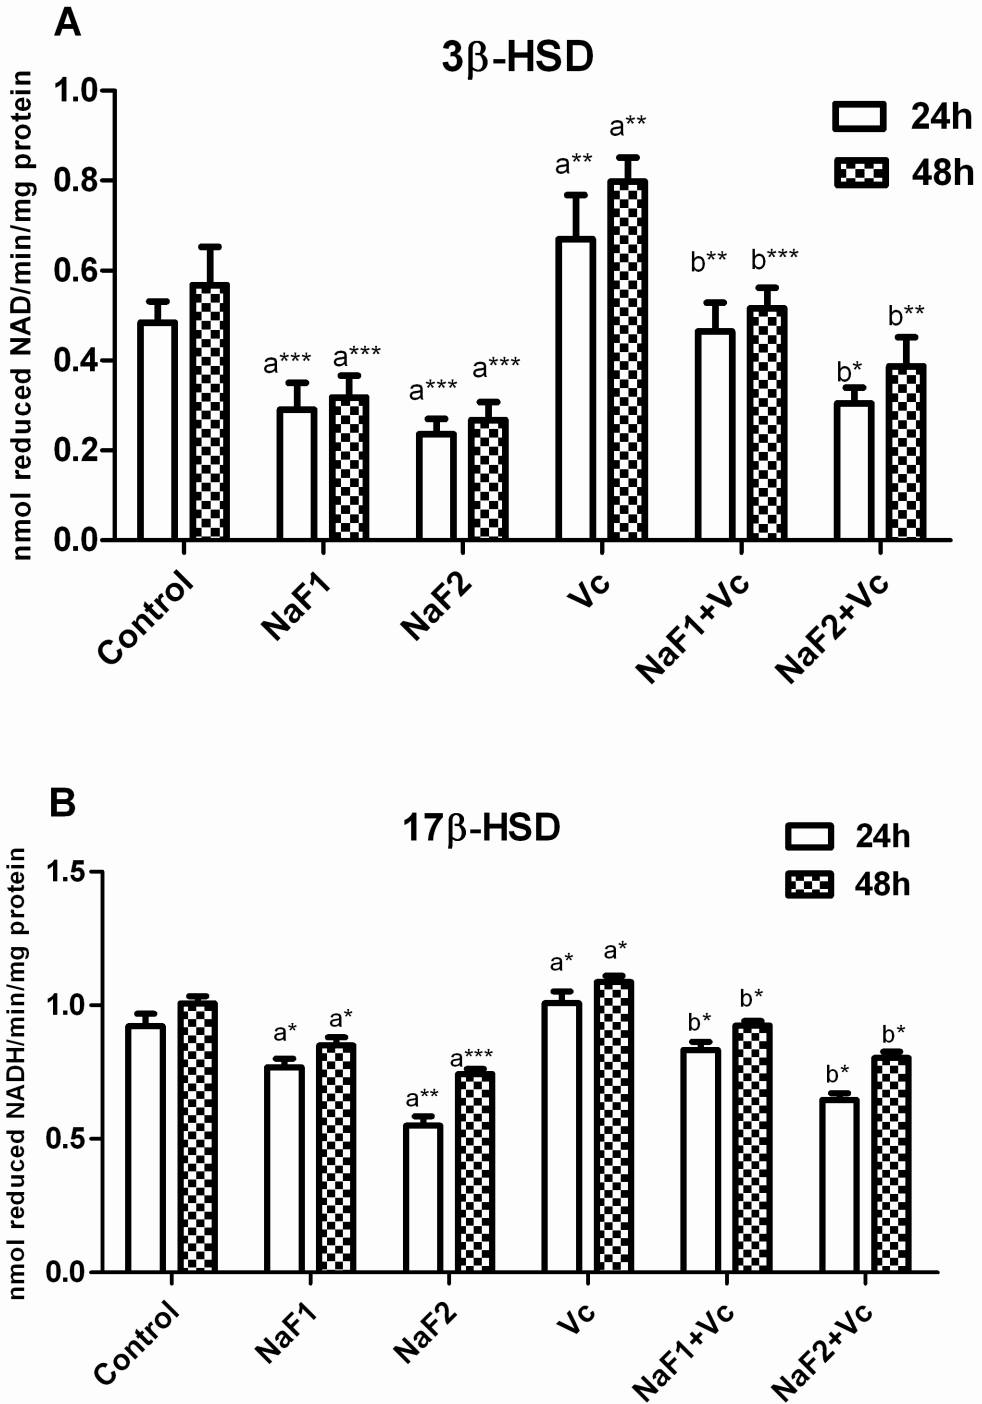 A
3β-HSD
nmol reduced NAD/min/mg protein
1.0
0.8
0.6
0.4
0.2
0.0
24h
48h
a***
a***
a***
a***
a**
a**
b**
b***
b*
b**
Control
NaF1
NaF2
Vc
NaF1+Vc
NaF2+Vc
B
17β-HSD
nmol reduced NADH/min/mg protein
1.5
1.0
0.5
0.0
24h
48h
a*
a*
a**
a***
a*
a*
b*
b*
b*
b*
Control
NaF1
NaF2
Vc
NaF1+Vc
NaF2+Vc